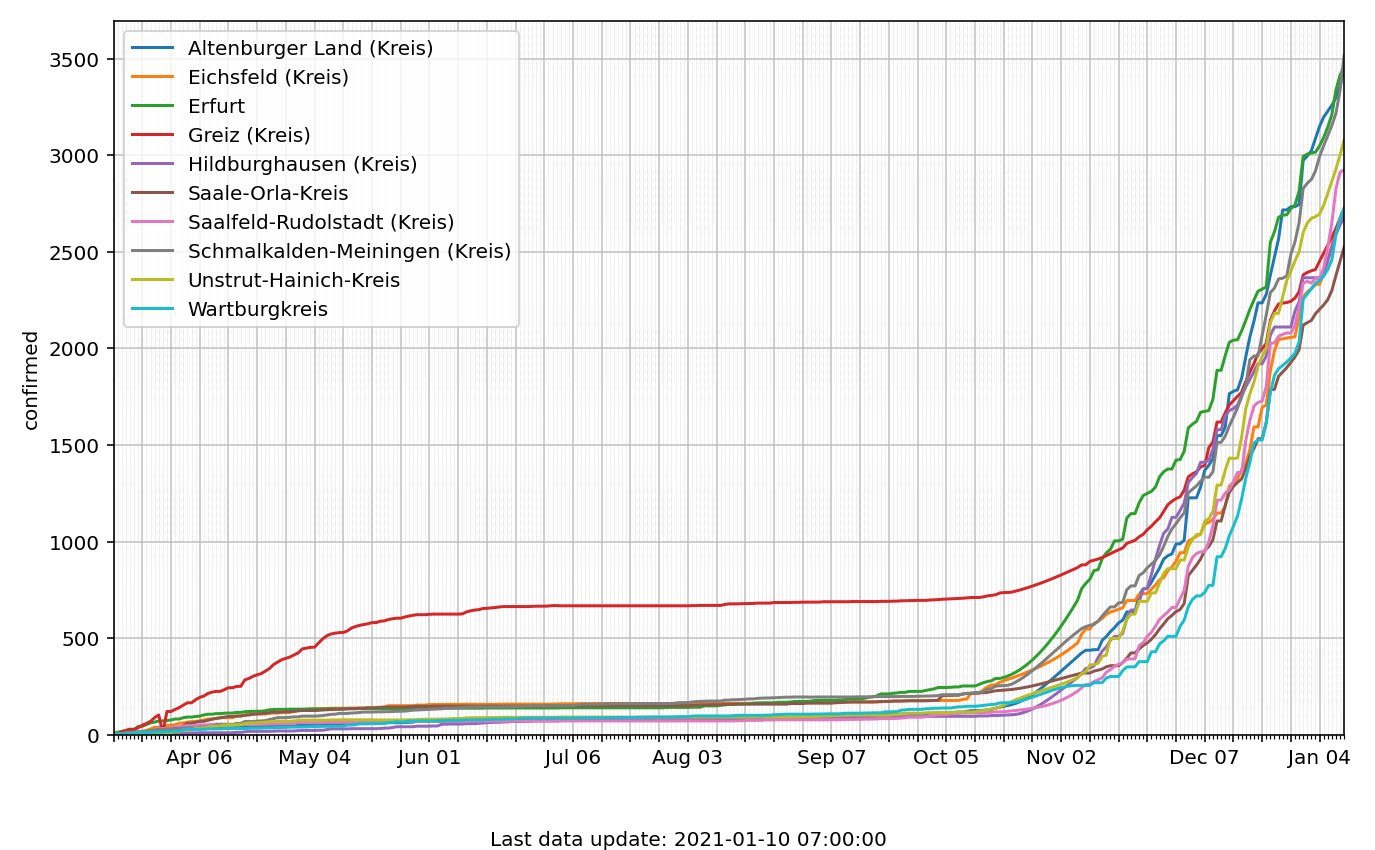 3500
3000
2500
2000
1500
1000
500
0
confirmed
Altenburger Land (Kreis)
Eichsfeld (Kreis)
Erfurt
Greiz (Kreis)
Hildburghausen (Kreis)
Saale-Orla-Kreis
Saalfeld-Rudolstadt (Kreis)
Schmalkalden-Meiningen (Kreis)
Unstrut-Hainich-Kreis
Wartburgkreis
Apr 06 May 04 Jun 01 Jul 06 Aug 03 Sep 07 Oct 05 Nov 02 Dec 07 Jan 04
Last data update: 2021-01-10 07:00:00